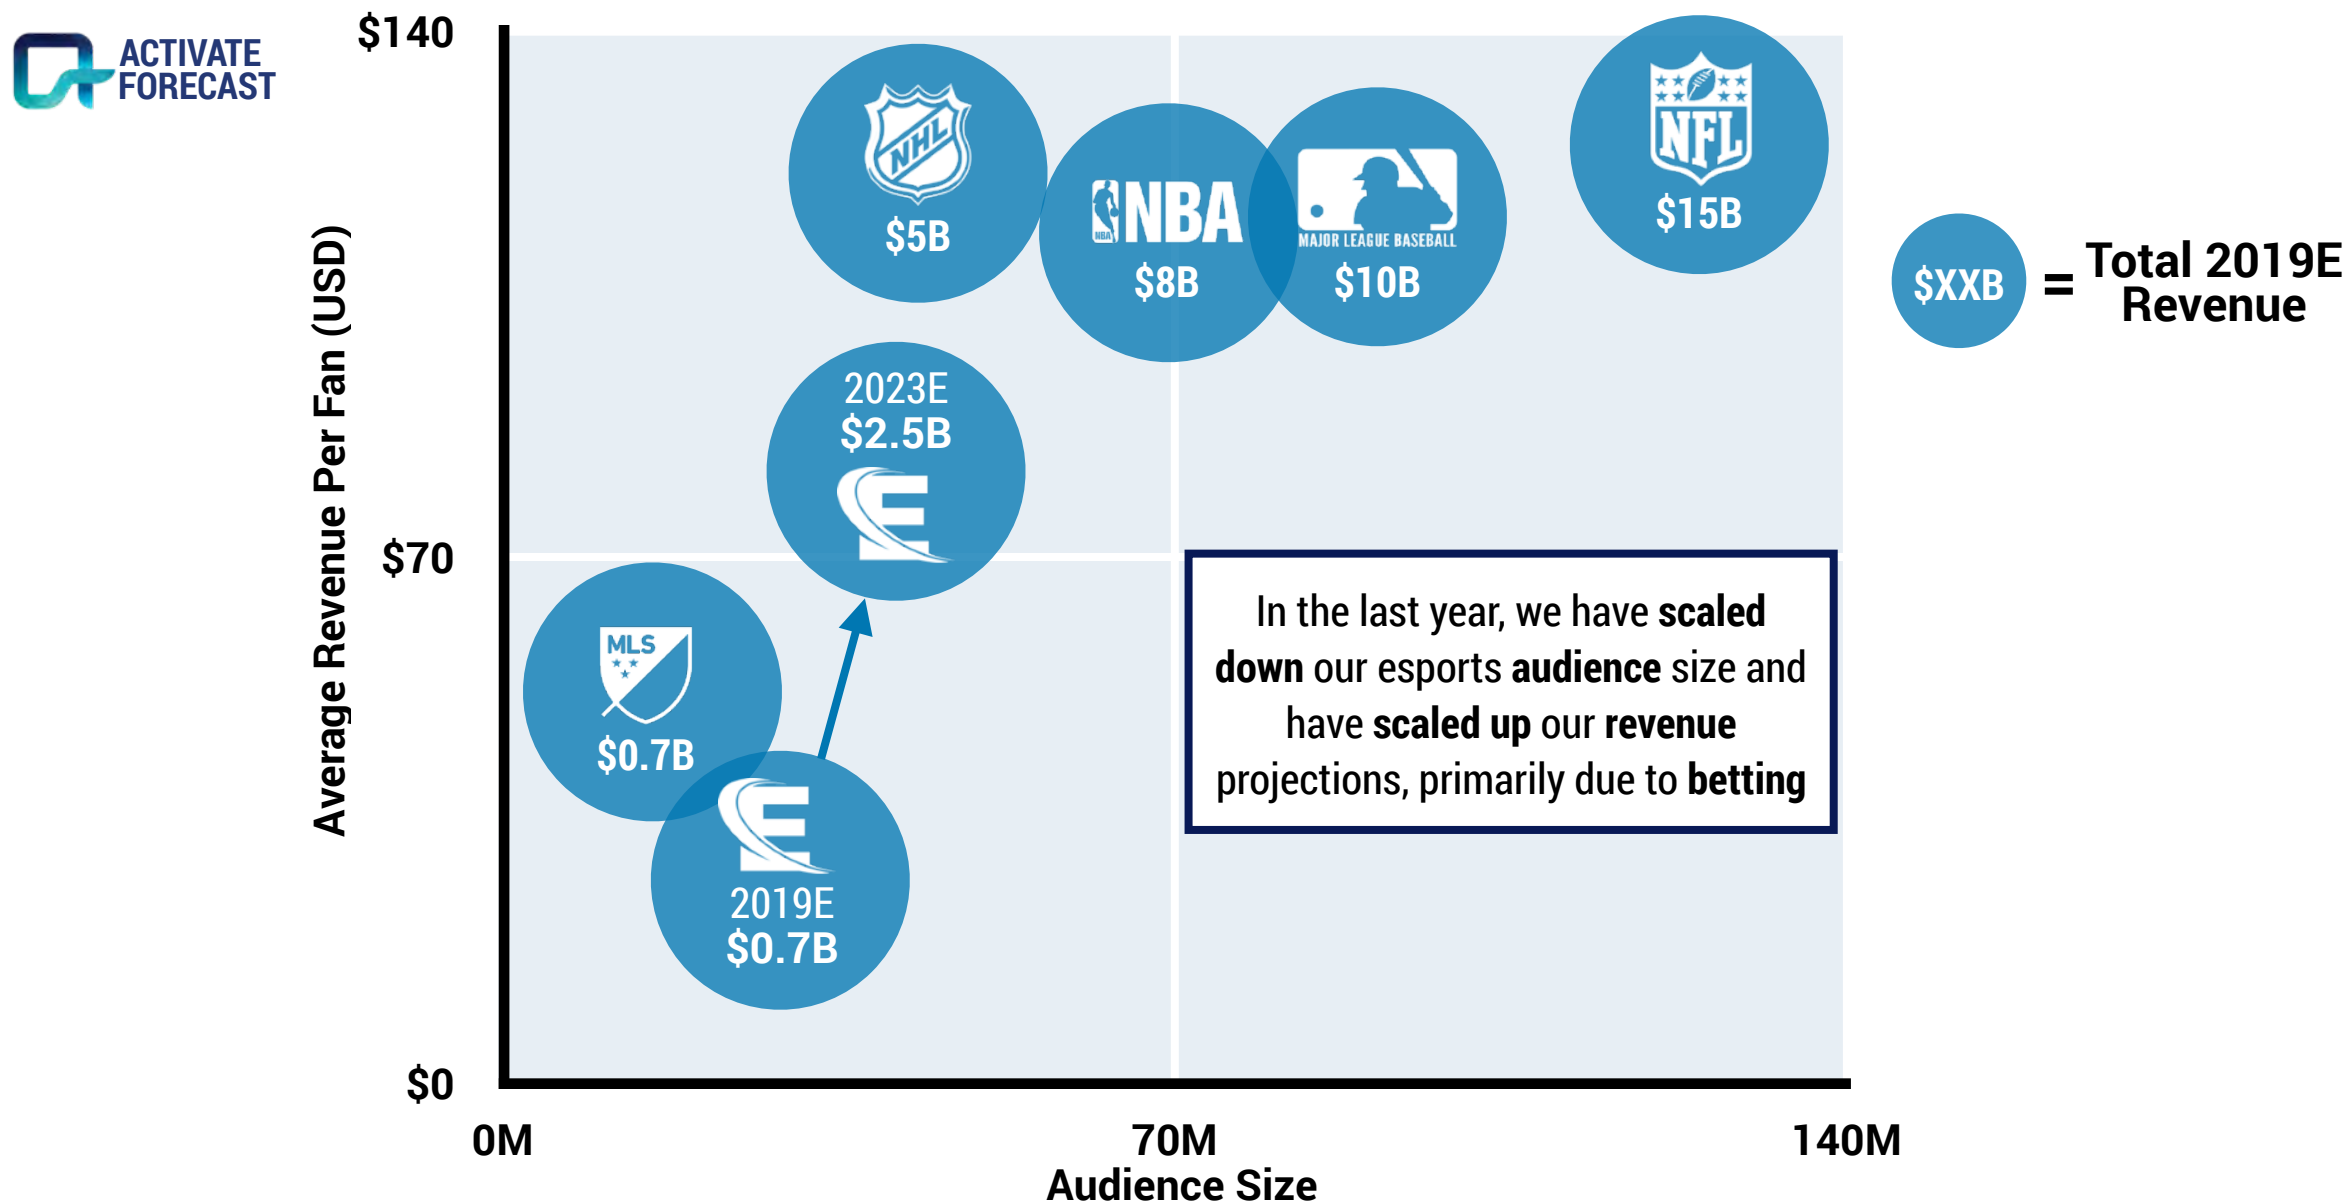 ACTIVATE
FORECAST
$140
$70
$0
Average Revenue Per Fan (USD)
NHL
$5B
NBA
NBA
$8B
MAJOR LEAGUE BASEBALL
$10B
NFL
$15B
$XXB
=
Total 2019E
Revenue
2023E
$2.5B
E
MLS
$0.7B
E
2019E
$0.7B
In the last year, we have scaled
down our esports audience size and
have scaled up our revenue
projections, primarily due to betting
0M
70M
140M
Audience Size